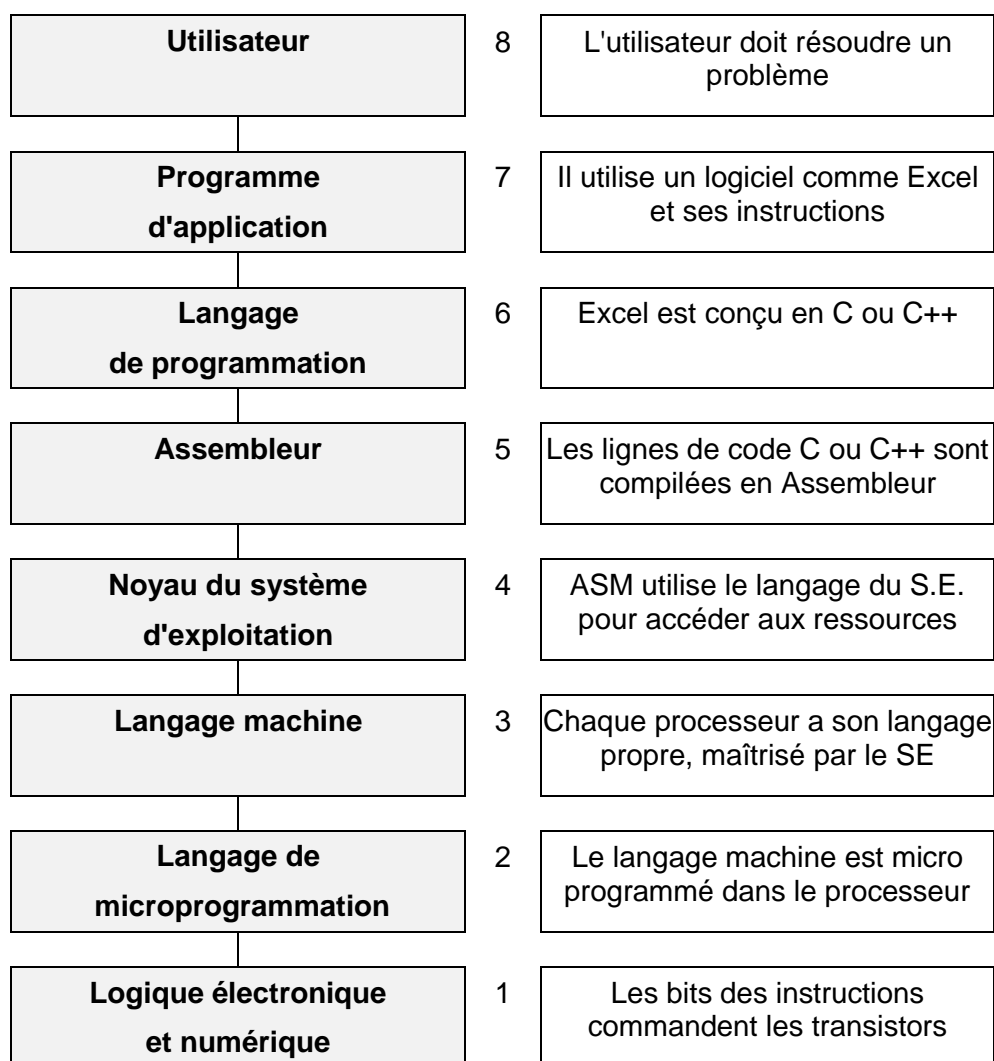 Utilisateur
8
L'utilisateur doit résoudre un
problème
Programme
d'application
7
Il utilise un logiciel comme Excel
et ses instructions
Langage
de programmation
6
Excel est conçu en C ou C++
Assembleur
5
Les lignes de code C ou C++ sont
compilées en Assembleur
Noyau du système
d'exploitation
4
ASM utilise le langage du S.E.
pour accéder aux ressources
Langage machine
3
Chaque processeur a son langage
propre, maîtrisé par le SE
Langage de
microprogrammation
2
Le langage machine est micro
programmé dans le processeur
Logique électronique
et numérique
1
Les bits des instructions
commandent les transistors